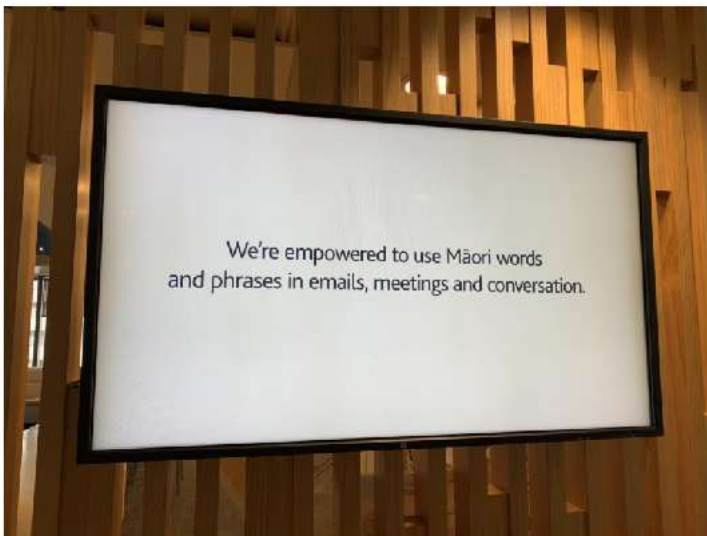 We're empowered to use Māori words
and phrases in emails, meetings and conversation.